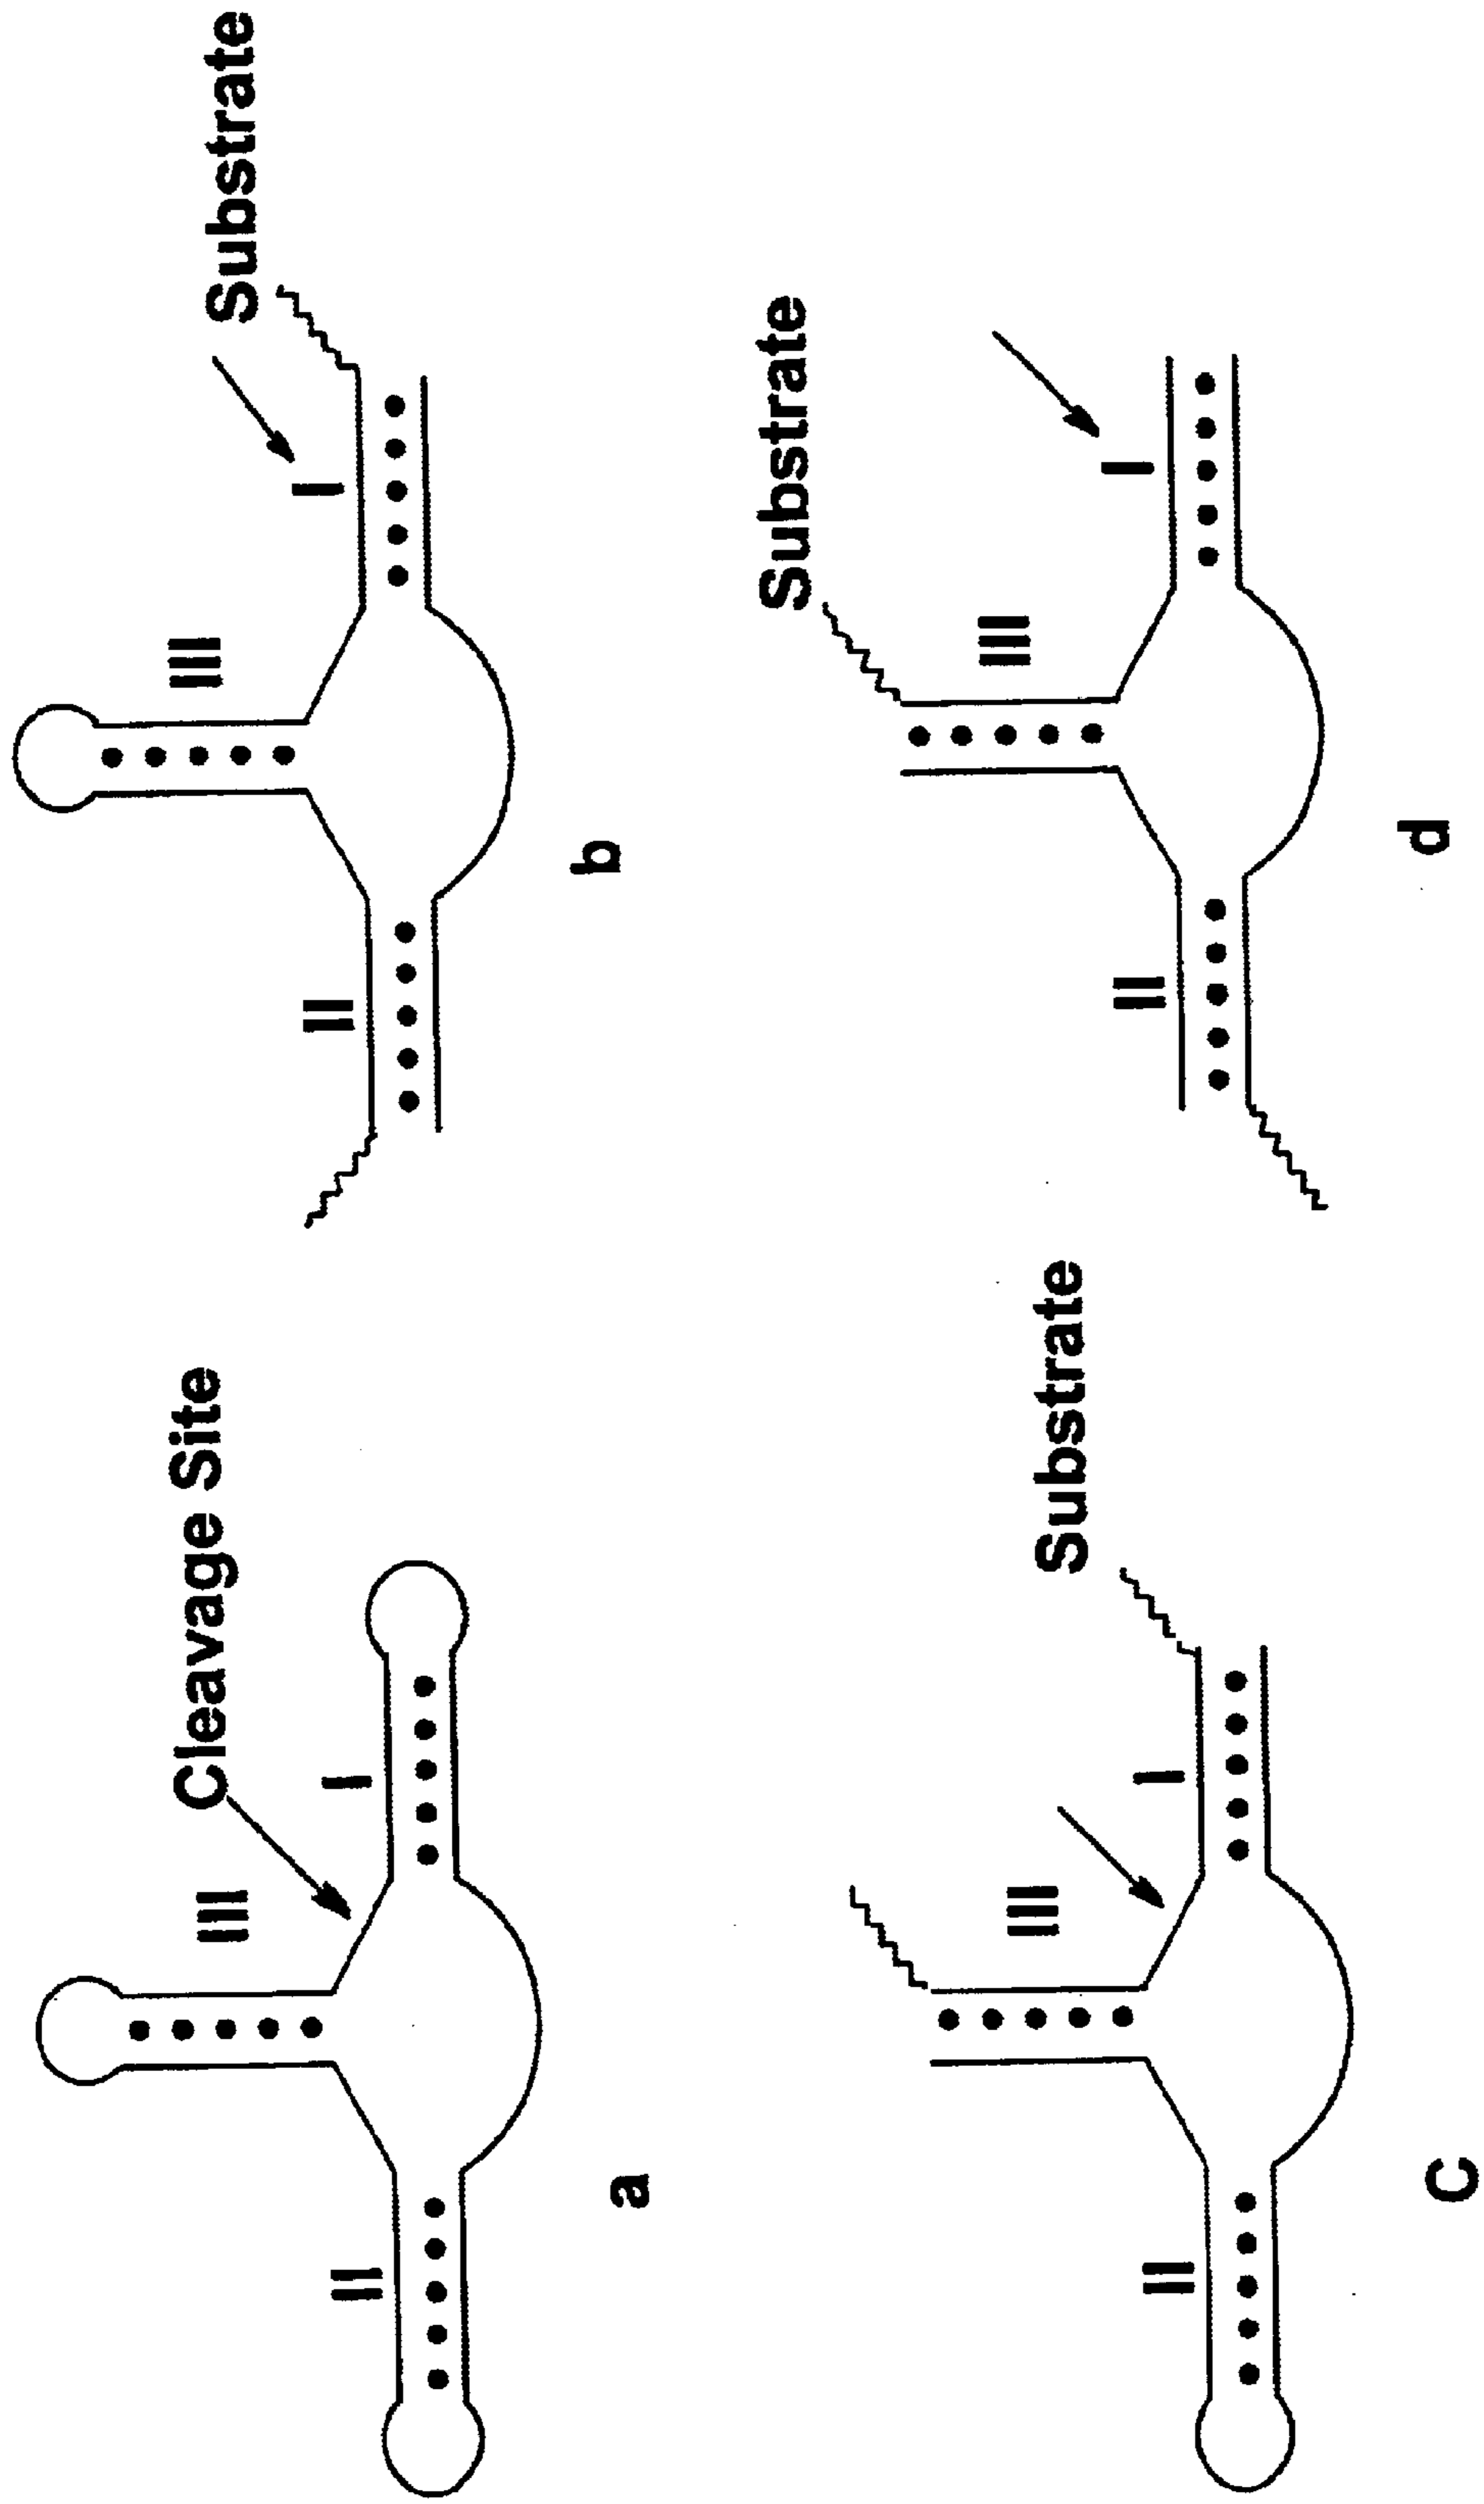 Cleavage Site
III
II
I
a
III
Substrate
II
I
b
III
Substrate
II
I
c
Substrate
III
II
I
d